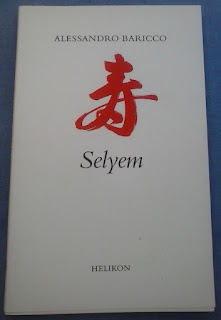 ALESSANDRO BARICCO
寿
Selyem
HELIKON